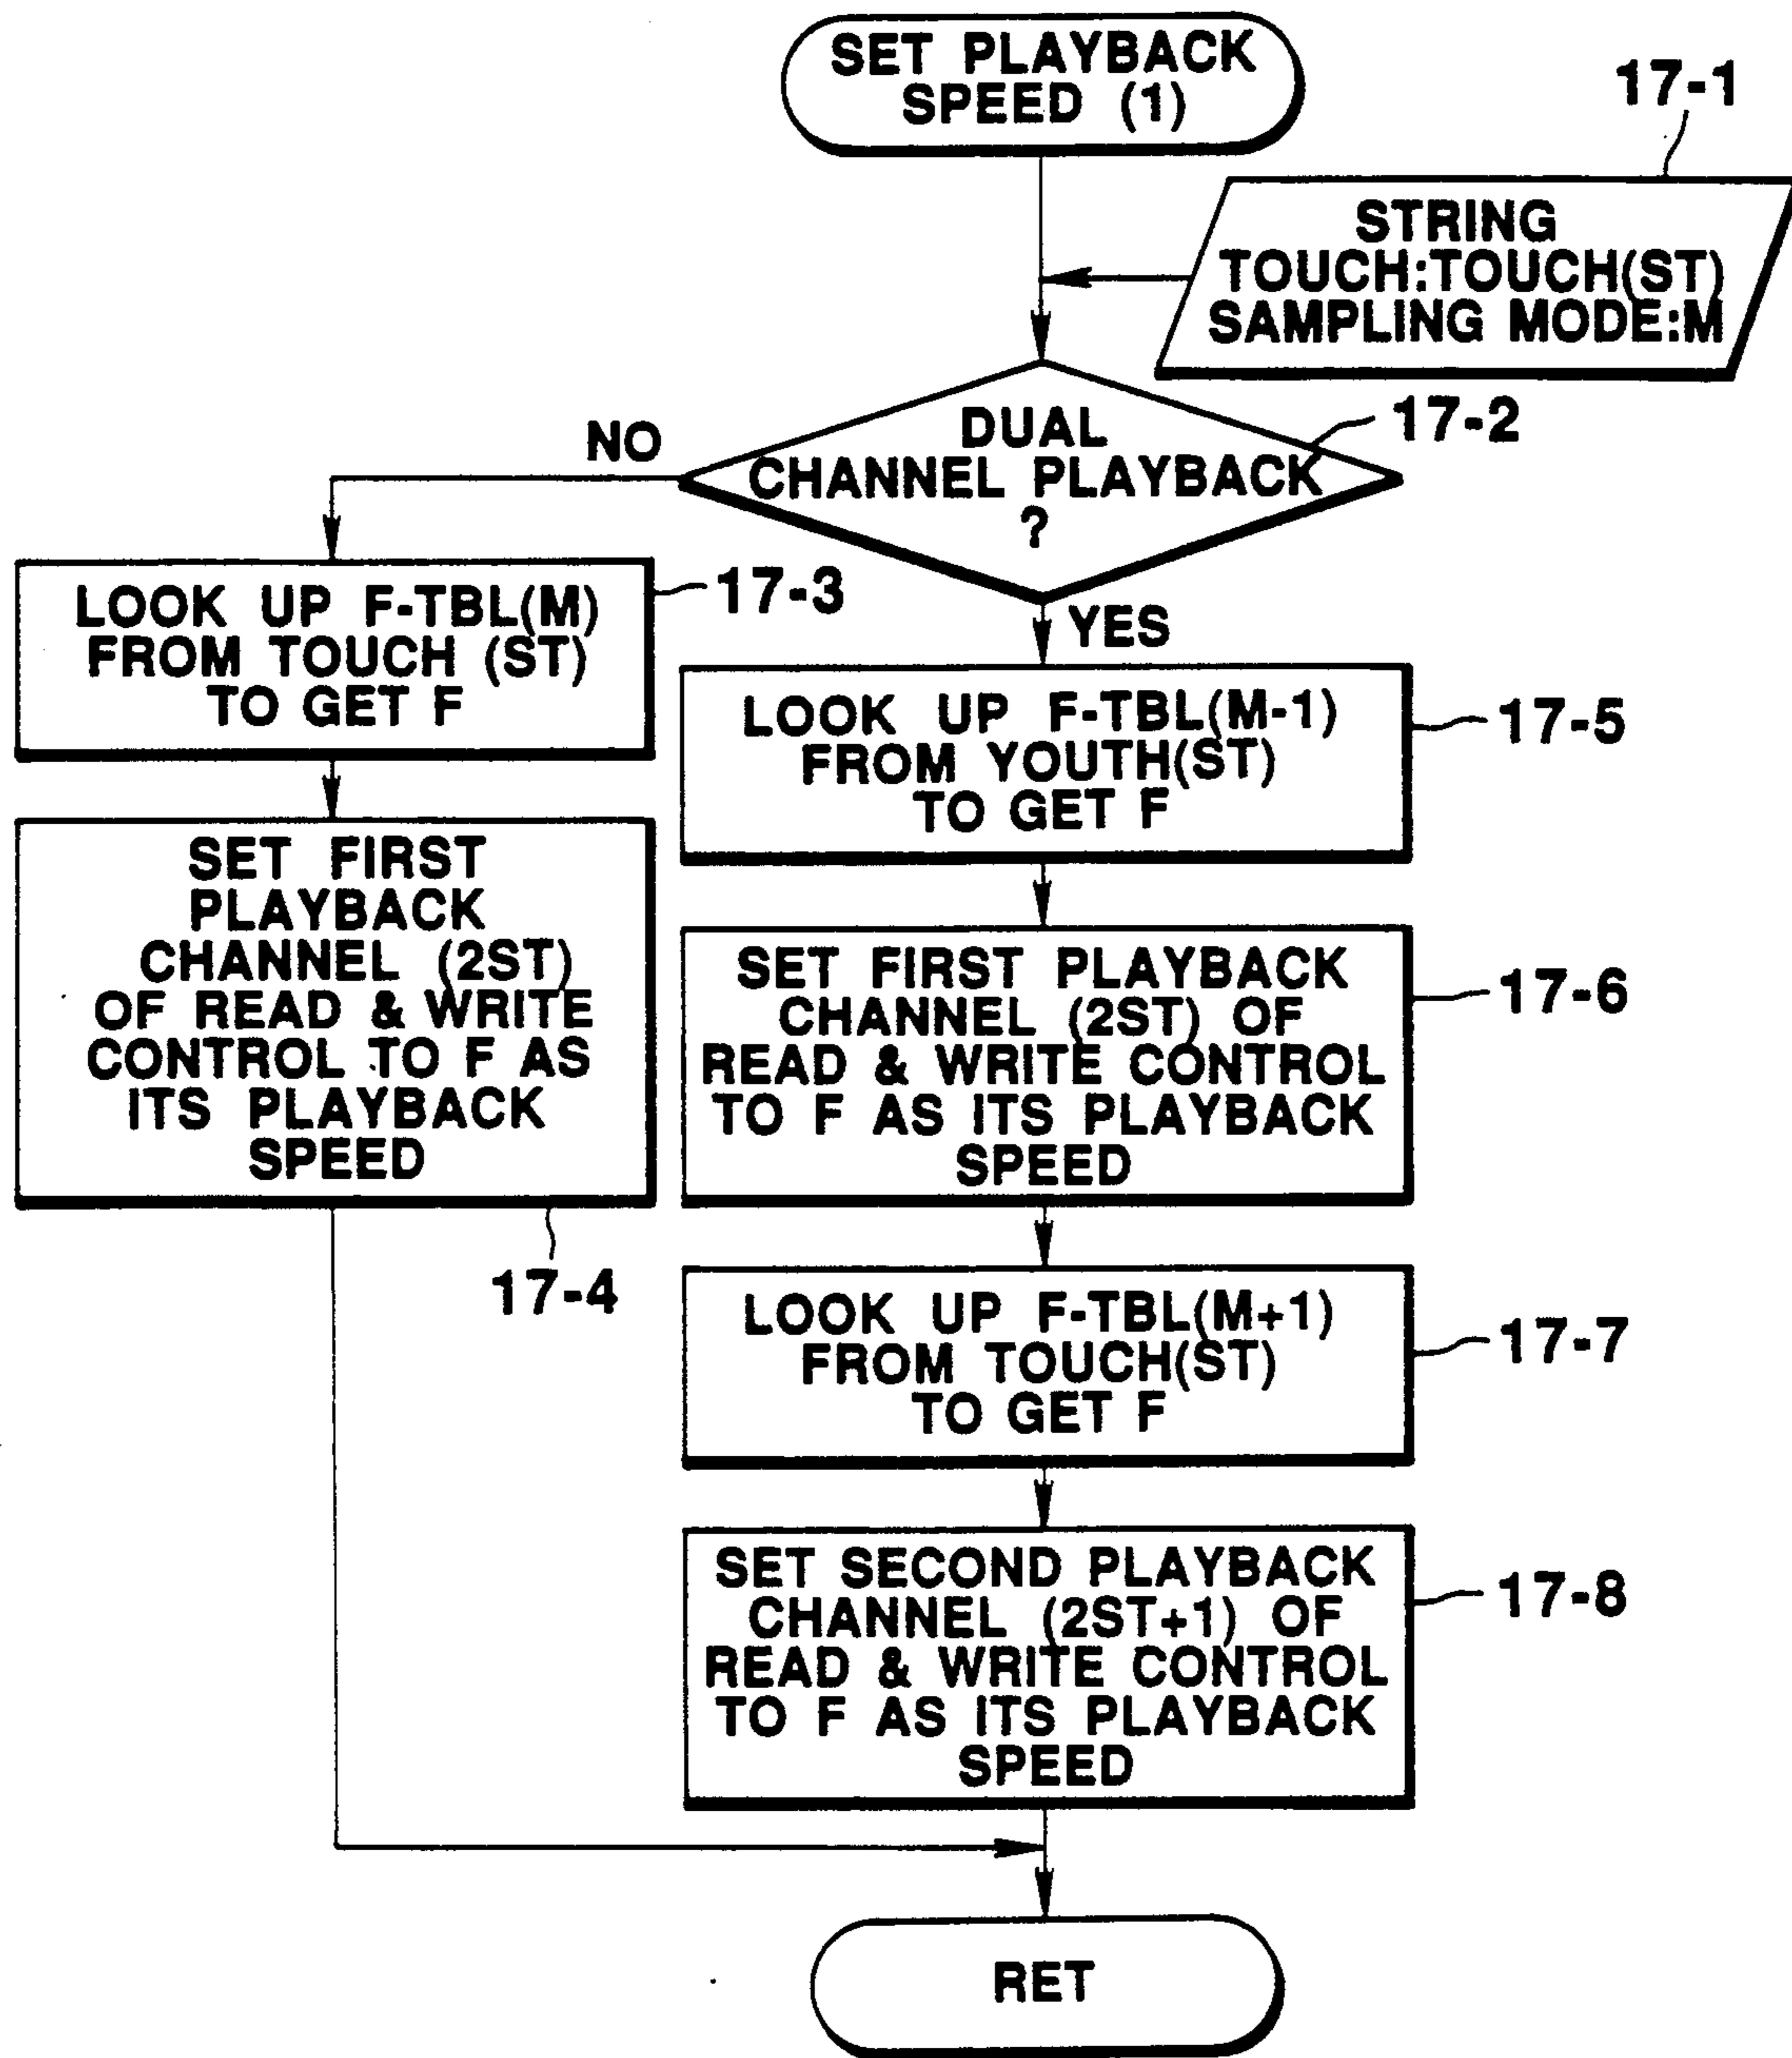 SET PLAYBACK
SPEED (1)
17-1
STRING
TOUCH:TOUCH(ST)
SAMPLING MODE:M
DUAL
CHANNEL PLAYBACK
?
17-2
NO
YES
LOOK UP F-TBL(M)
FROM TOUCH (ST)
TO GET F
17-3
SET FIRST
PLAYBACK
CHANNEL (2ST)
OF READ & WRITE
CONTROL TO F AS
ITS PLAYBACK
SPEED
17-4
LOOK UP F-TBL(M-1)
FROM YOUTH(ST)
TO GET F
17-5
SET FIRST PLAYBACK
CHANNEL (2ST) OF
READ & WRITE CONTROL
TO F AS ITS PLAYBACK
SPEED
17-6
LOOK UP F-TBL(M+1)
FROM TOUCH(ST)
TO GET F
17-7
SET SECOND PLAYBACK
CHANNEL (2ST+1) OF
READ & WRITE CONTROL
TO F AS ITS PLAYBACK
SPEED
17-8
RET